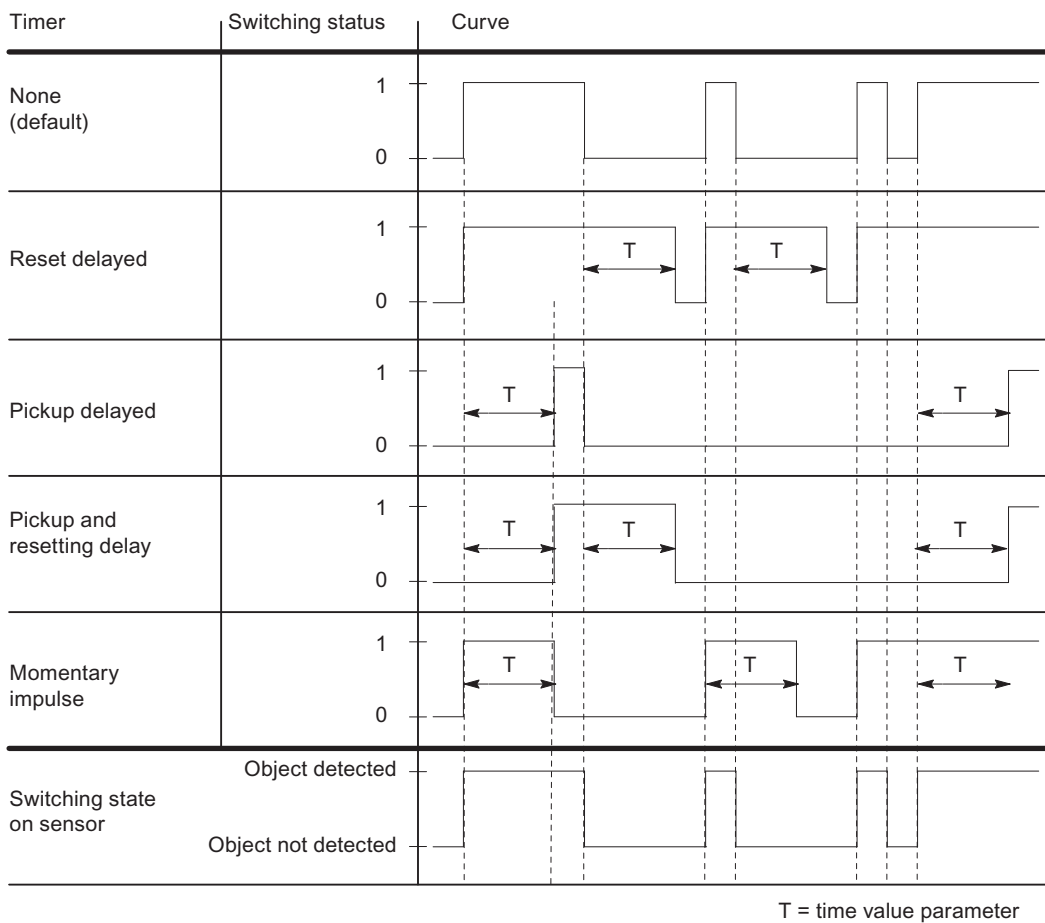 Timer Switching status Curve
None
(default)
1
0
Reset delayed
1
0
T T
Pickup delayed
1
0
T T
Pickup and
resetting delay
1
0
T T T
Momentary
impulse
1
0
T T T
Switching state
on sensor
Object detected
Object not detected
T = time value parameter